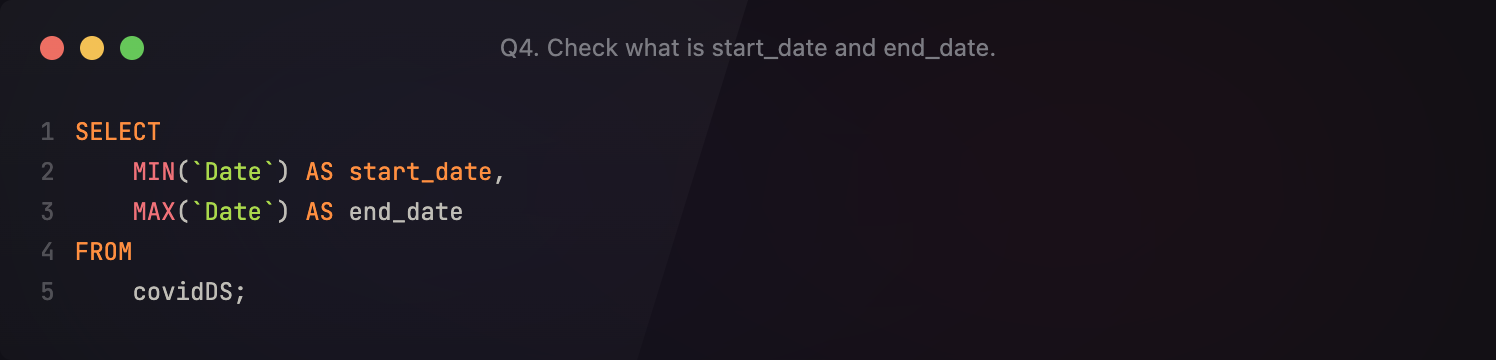 Q4. Check what is start_date and end_date.
1 SELECT
2     MIN(`Date`) AS start_date,
3     MAX(`Date`) AS end_date
4 FROM
5     covidDS;